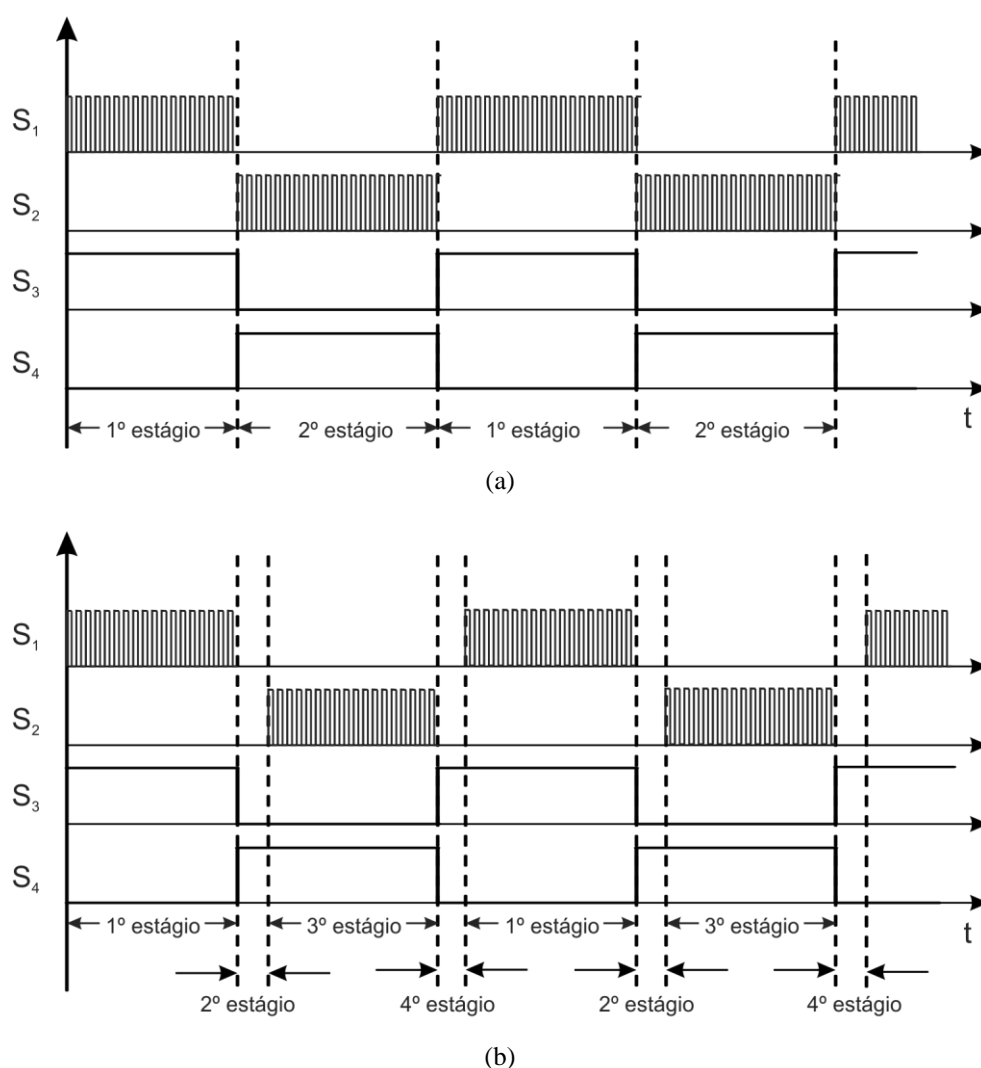 S₁
S₂
S₃
S₄
1º estágio 2º estágio 1º estágio 2º estágio t
(a)
S₁
S₂
S₃
S₄
1º estágio 3º estágio 1º estágio 3º estágio t
2º estágio 4º estágio 2º estágio 4º estágio
(b)